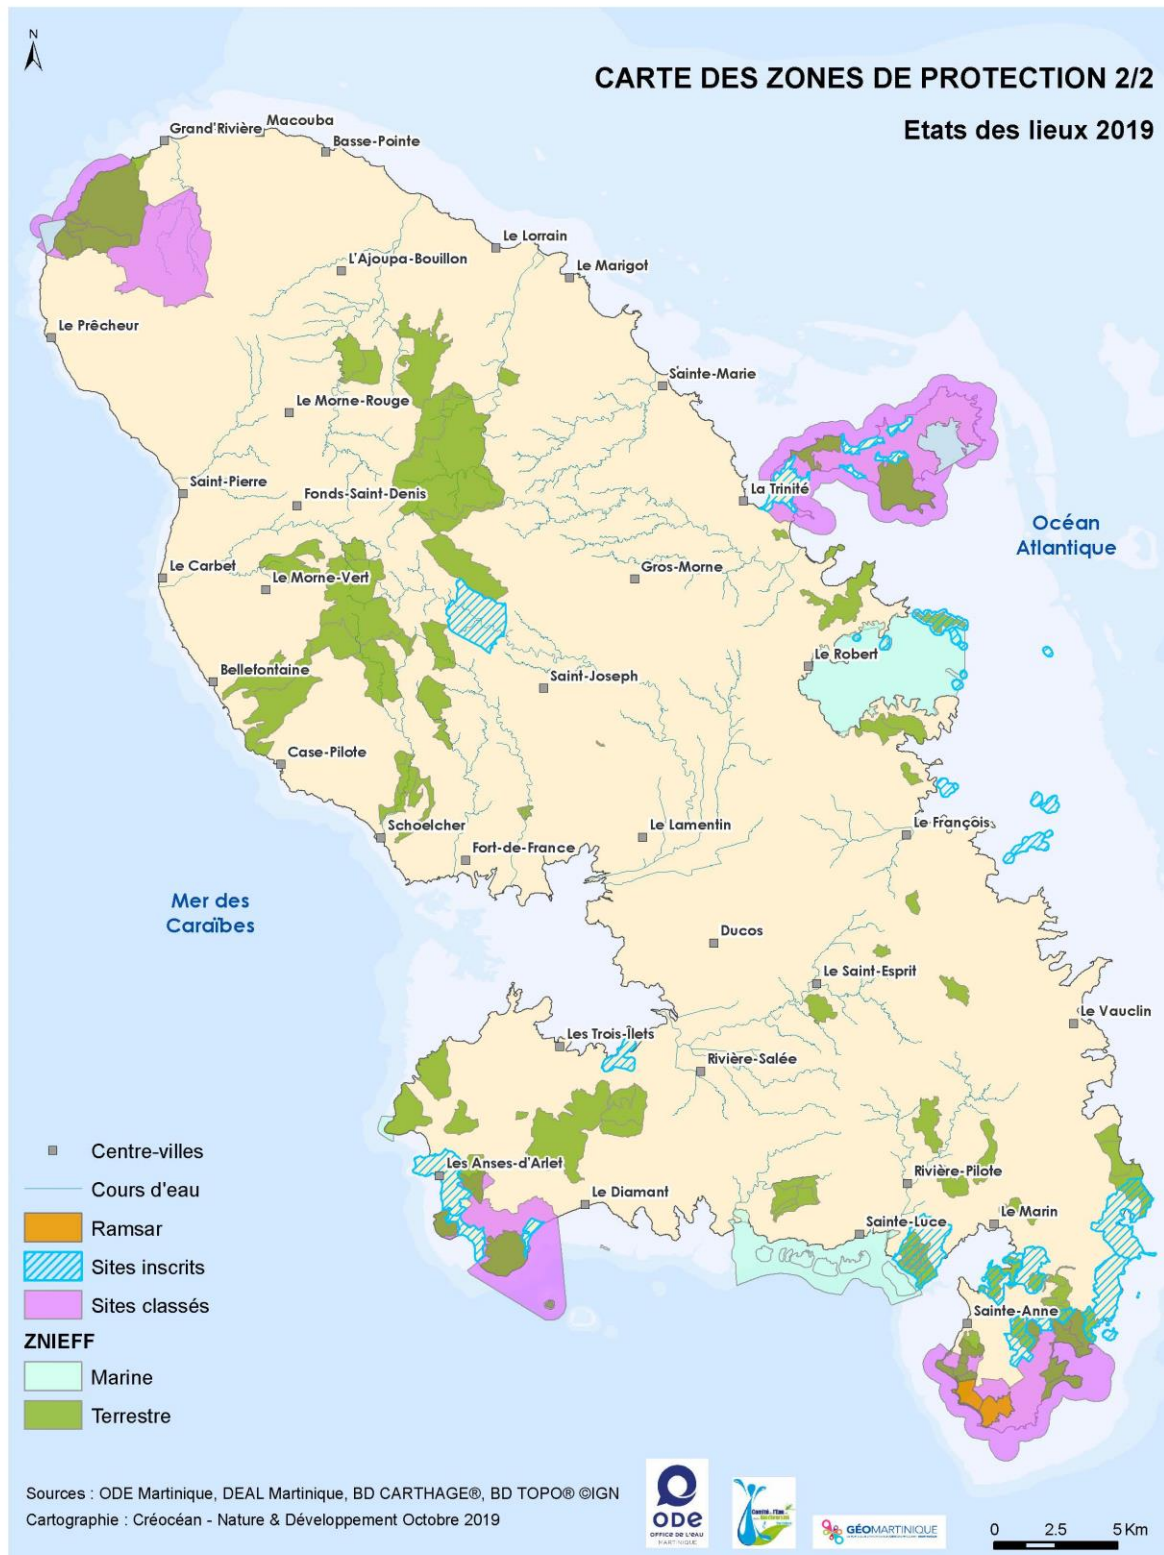 N
CARTE DES ZONES DE PROTECTION 2/2
Etats des lieux 2019
Grand'Rivière
Macouba
Basse-Pointe
Le Lorrain
L'Ajoupa-Bouillon
Le Marigot
Le Prêcheur
Sainte-Marie
Le Morne-Rouge
Saint-Pierre
Fonds-Saint-Denis
La Trinité
Océan
Atlantique
Le Carbet
Le Morne-Vert
Gros-Morne
Le Robert
Bellefontaine
Saint-Joseph
Case-Pilote
Schoelcher
Fort-de-France
Le Lamentin
Le François
Mer des
Caraïbes
Ducos
Le Saint-Esprit
Le Vauclin
Les Trois-Îlets
Rivière-Salée
Les Anses-d'Arlet
Le Diamant
Rivière-Pilote
Sainte-Luce
Le Marin
Sainte-Anne
Centre-villes
Cours d'eau
Ramsar
Sites inscrits
Sites classés
ZNIEFF
Marine
Terrestre
Sources : ODE Martinique, DEAL Martinique, BD CARTHAGE®, BD TOPO® ©IGN
Cartographie : Créocéan - Nature & Développement Octobre 2019
ODE
OFFICE DE L'EAU
MARTINIQUE
GÉOMARTINIQUE
0 2.5 5 Km